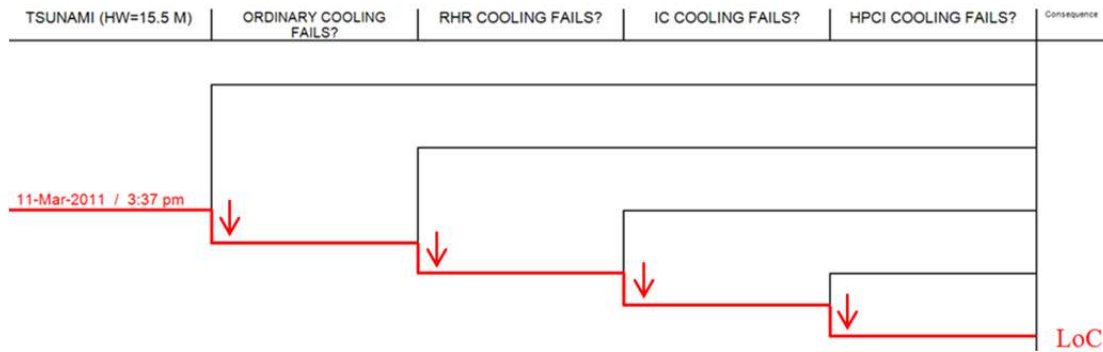 TSUNAMI (HW=15.5 M)
ORDINARY COOLING
FAILS?
RHR COOLING FAILS?
IC COOLING FAILS?
HPCI COOLING FAILS?
Consequence
11-Mar-2011 / 3:37 pm
LoC